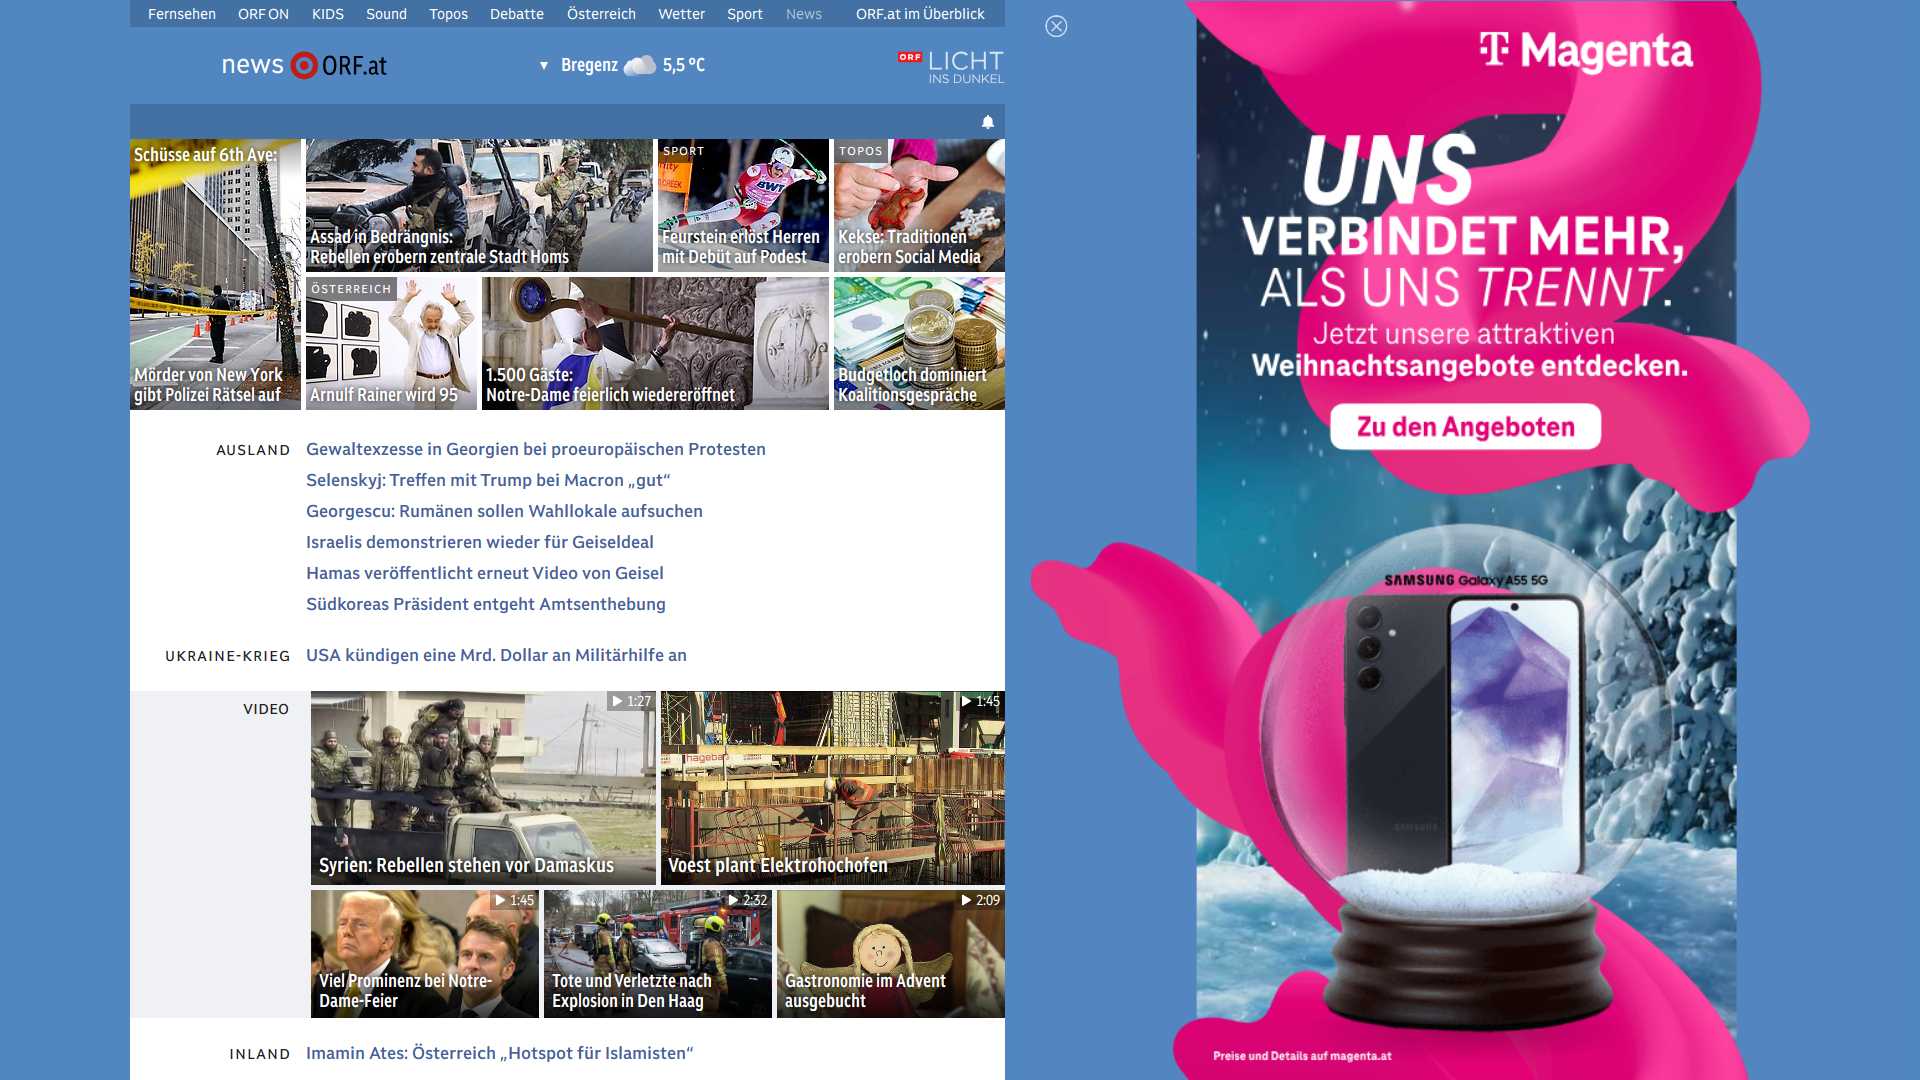 Fernsehen ORF ON KIDS Sound Topos Debatte Österreich Wetter Sport News ORF.at im Überblick
news ORF.at
Bregenz 5,5 °C
ORF LICHT
INS DUNKEL
Schüsse auf 6th Ave:
Mörder von New York
gibt Polizei Rätsel auf
Assad in Bedrängnis:
Rebellen erobern zentrale Stadt Homs
SPORT
BWT
Feurstein erlöst Herren
mit Debüt auf Podest
TOPOS
Kekse: Traditionen
erobern Social Media
ÖSTERREICH
Arnulf Rainer wird 95
1.500 Gäste:
Notre-Dame feierlich wiedereröffnet
Budgetloch dominiert
Koalitionsgespräche
AUSLAND
Gewaltexzesse in Georgien bei proeuropäischen Protesten
Selenskyj: Treffen mit Trump bei Macron „gut“
Georgescu: Rumänen sollen Wahllokale aufsuchen
Israelis demonstrieren wieder für Geiseldeal
Hamas veröffentlicht erneut Video von Geisel
Südkoreas Präsident entgeht Amtsenthebung
UKRAINE-KRIEG
USA kündigen eine Mrd. Dollar an Militärhilfe an
VIDEO
1:27
Syrien: Rebellen stehen vor Damaskus
1:45
hagebau
Voest plant Elektrohochofen
1:45
Viel Prominenz bei Notre-
Dame-Feier
2:32
Tote und Verletzte nach
Explosion in Den Haag
2:09
Gastronomie im Advent
ausgebucht
INLAND
Imamin Ates: Österreich „Hotspot für Islamisten“
T Magenta
UNS
VERBINDET MEHR,
ALS UNS TRENNT.
Jetzt unsere attraktiven
Weihnachtsangebote entdecken.
Zu den Angeboten
SAMSUNG Galaxy A55 5G
SAMSUNG
Preise und Details auf magenta.at